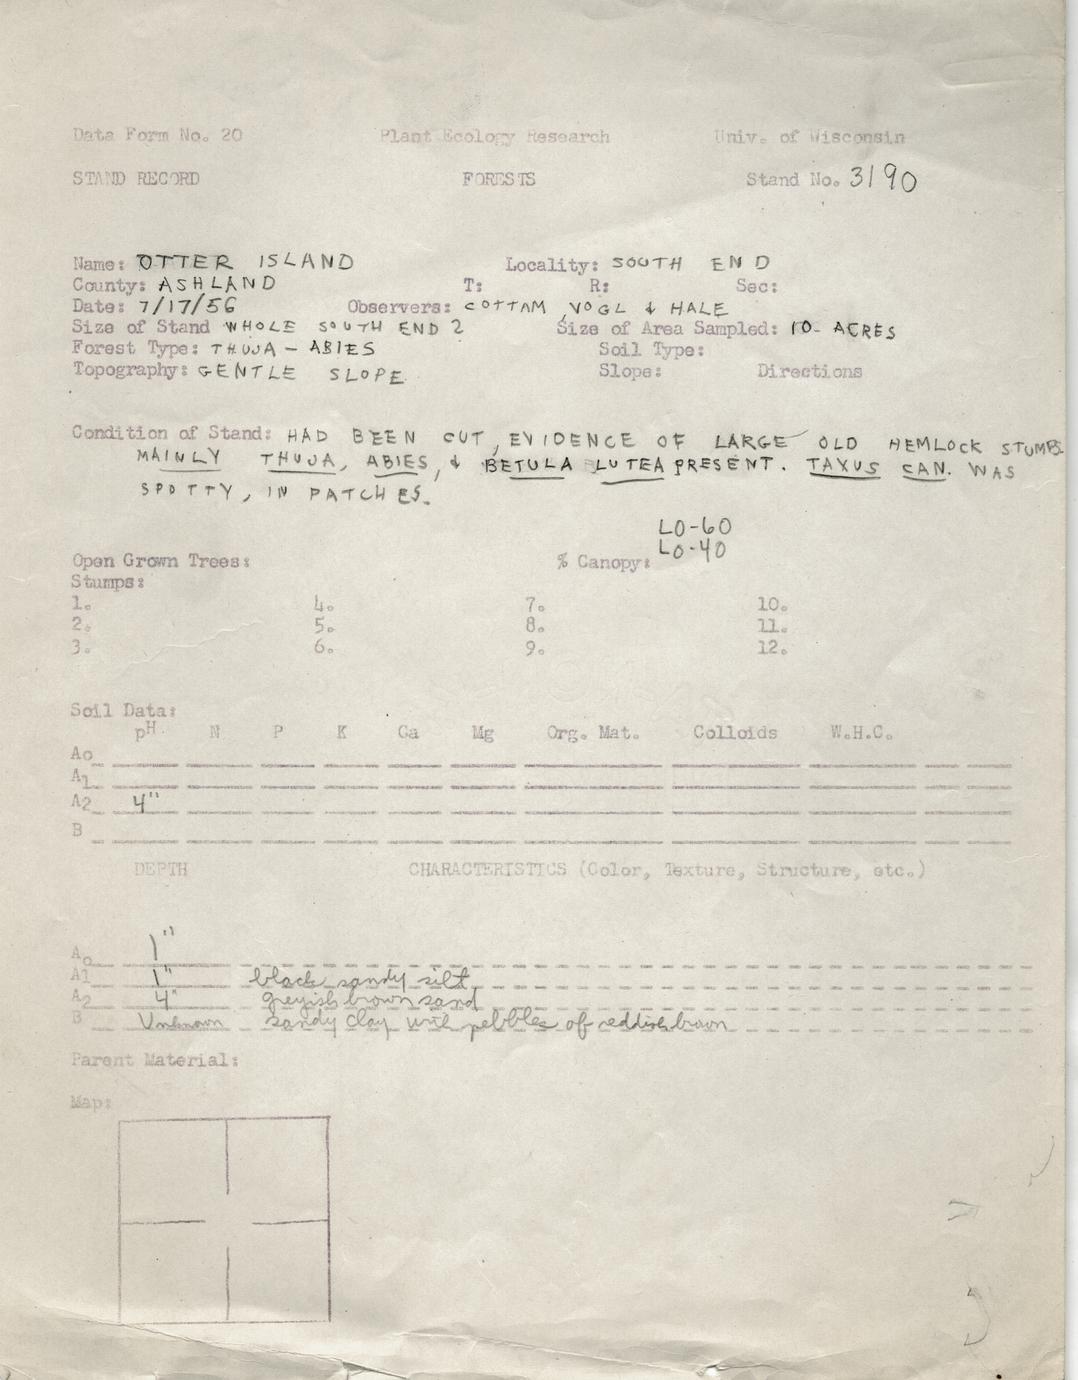 Data Form No. 20 Plant Ecology Research Univ. of Wisconsin
STAND RECORD FORESTS Stand No. 3190
Name: OTTER ISLAND Locality: SOUTH END
County: ASHLAND T: R: Sec:
Date: 7/17/56 Observers: COTTAM, VOGL & HALE
Size of Stand WHOLE SOUTH END ? Size of Area Sampled: 10- ACRES
Forest Type: THUJA - ABIES Soil Type:
Topography: GENTLE SLOPE Slope: Directions
Condition of Stand: HAD BEEN CUT, EVIDENCE OF LARGE OLD HEMLOCK STUMPS.
MAINLY THUJA, ABIES, & BETULA LUTEA PRESENT. TAXUS CAN. WAS
SPOTTY, IN PATCHES.
LO-60
Open Grown Trees: % Canopy: LO-40
Stumps:
1. 4. 7. 10.
2. 5. 8. 11.
3. 6. 9. 12.
Soil Data:
pH N P K Ca Mg Org. Mat. Colloids W.H.C.
Ao
A1
A2 4"
B
DEPTH CHARACTERISTICS (Color, Texture, Structure, etc.)
Ao 1"
A1 1" black sandy silt
A2 4" greyish brown sand
B Unknown sandy clay with pebbles of reddish brown
Parent Material:
Map: